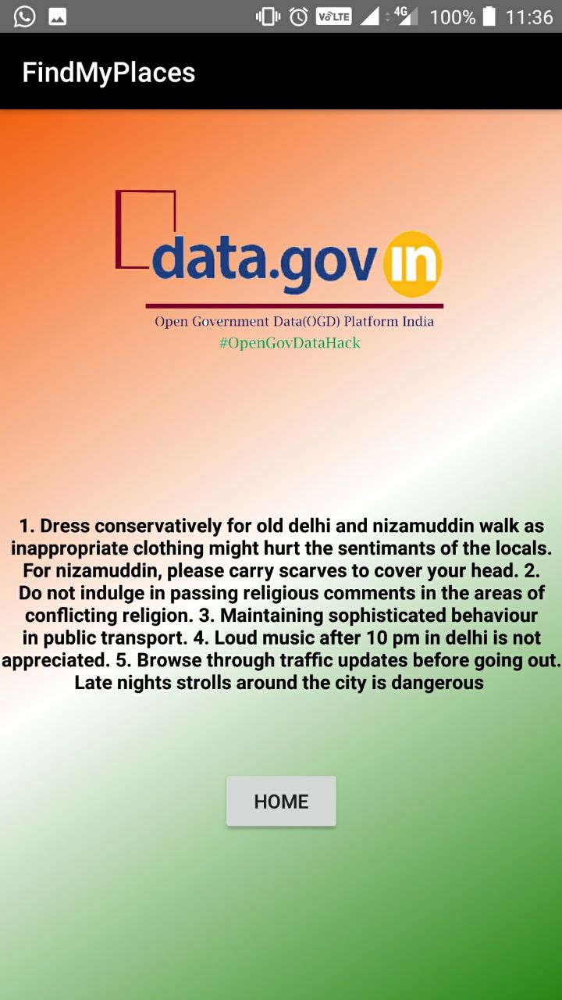 VoLTE 4G 100% 11:36
FindMyPlaces
data.gov in
Open Government Data(OGD) Platform India
#OpenGovDataHack
1. Dress conservatively for old delhi and nizamuddin walk as
inappropriate clothing might hurt the sentimants of the locals.
For nizamuddin, please carry scarves to cover your head. 2.
Do not indulge in passing religious comments in the areas of
conflicting religion. 3. Maintaining sophisticated behaviour
in public transport. 4. Loud music after 10 pm in delhi is not
appreciated. 5. Browse through traffic updates before going out.
Late nights strolls around the city is dangerous
HOME